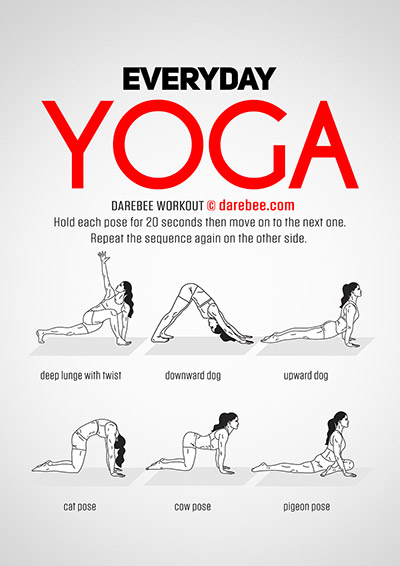 EVERYDAY
YOGA
DAREBEE WORKOUT © darebee.com
Hold each pose for 20 seconds then move on to the next one.
Repeat the sequence again on the other side.
deep lunge with twist
downward dog
upward dog
cat pose
cow pose
pigeon pose